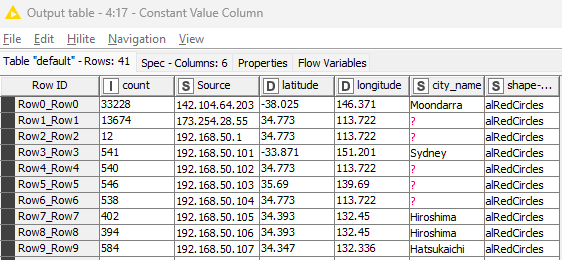 Output table - 4:17 - Constant Value Column
File Edit Hilite Navigation View
Table "default" - Rows: 41 Spec - Columns: 6 Properties Flow Variables
Row ID I count S Source D latitude D longitude S city_name S shape-...
Row0_Row0 33228 142.104.64.203 -38.025 146.371 Moondarra alRedCircles
Row1_Row1 13674 173.254.28.55 34.773 113.722 ? alRedCircles
Row2_Row2 12 192.168.50.1 34.773 113.722 ? alRedCircles
Row3_Row3 541 192.168.50.101 -33.871 151.201 Sydney alRedCircles
Row4_Row4 540 192.168.50.102 34.773 113.722 ? alRedCircles
Row5_Row5 546 192.168.50.103 35.69 139.69 ? alRedCircles
Row6_Row6 538 192.168.50.104 34.773 113.722 ? alRedCircles
Row7_Row7 402 192.168.50.105 34.393 132.45 Hiroshima alRedCircles
Row8_Row8 394 192.168.50.106 34.393 132.45 Hiroshima alRedCircles
Row9_Row9 584 192.168.50.107 34.347 132.336 Hatsukaichi alRedCircles